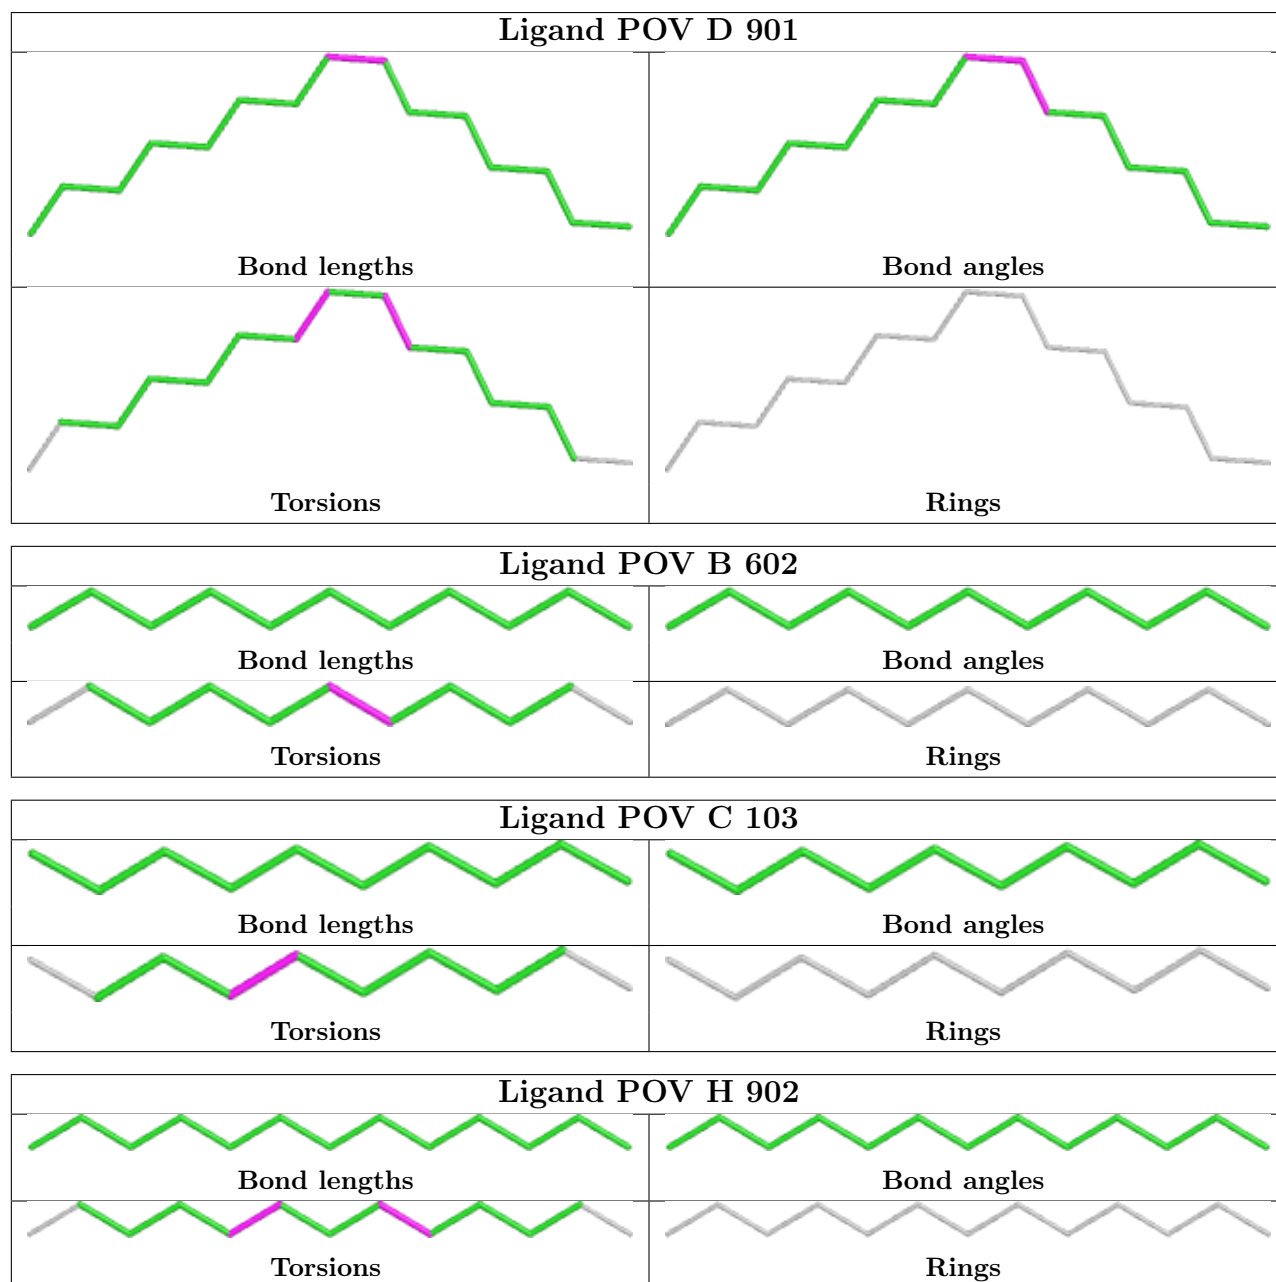 Ligand POV D 901
Bond lengths
Bond angles
Torsions
Rings
Ligand POV B 602
Bond lengths
Bond angles
Torsions
Rings
Ligand POV C 103
Bond lengths
Bond angles
Torsions
Rings
Ligand POV H 902
Bond lengths
Bond angles
Torsions
Rings